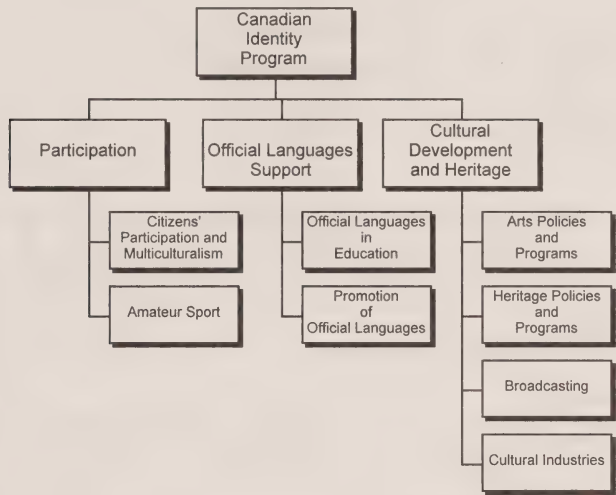 Canadian
Identity
Program
Participation
Official Languages
Support
Cultural
Development
and Heritage
Citizens'
Participation and
Multiculturalism
Amateur Sport
Official Languages
in
Education
Promotion
of
Official Languages
Arts Policies
and
Programs
Heritage Policies
and
Programs
Broadcasting
Cultural Industries